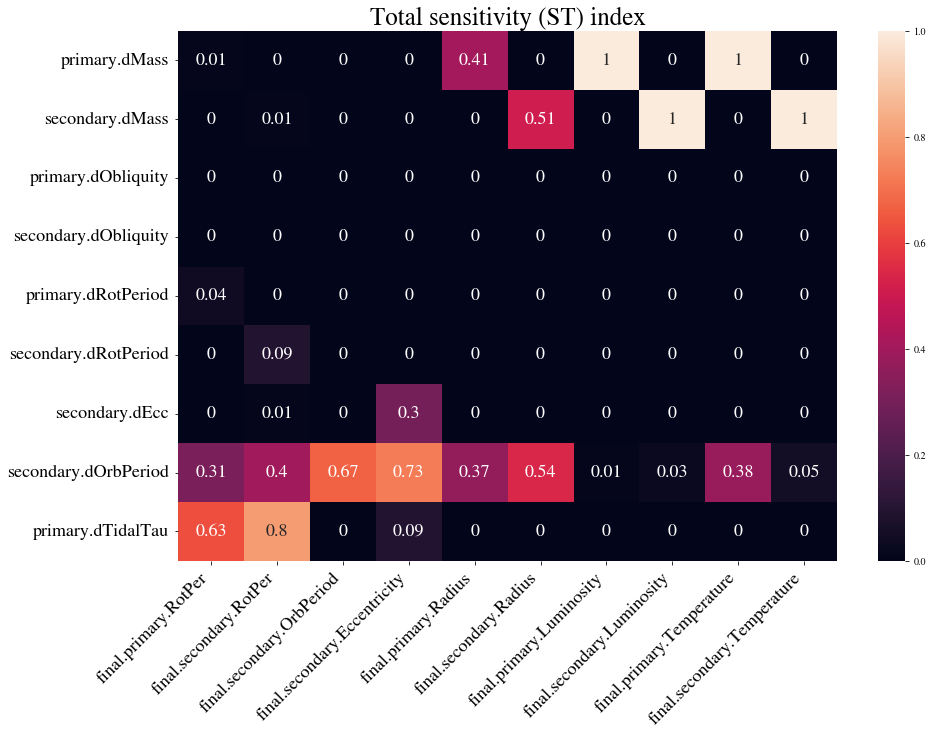 Total sensitivity (ST) index
primary.dMass 0.01 0 0 0 0.41 0 1 0 1 0
secondary.dMass 0 0.01 0 0 0 0.51 0 1 0 1
primary.dObliquity 0 0 0 0 0 0 0 0 0 0
secondary.dObliquity 0 0 0 0 0 0 0 0 0 0
primary.dRotPeriod 0.04 0 0 0 0 0 0 0 0 0
secondary.dRotPeriod 0 0.09 0 0 0 0 0 0 0 0
secondary.dEcc 0 0.01 0 0.3 0 0 0 0 0 0
secondary.dOrbPeriod 0.31 0.4 0.67 0.73 0.37 0.54 0.01 0.03 0.38 0.05
primary.dTidalTau 0.63 0.8 0 0.09 0 0 0 0 0 0
final.primary.RotPer
final.secondary.RotPer
final.secondary.OrbPeriod
final.secondary.Eccentricity
final.primary.Radius
final.secondary.Radius
final.primary.Luminosity
final.secondary.Luminosity
final.primary.Temperature
final.secondary.Temperature
1.0
0.8
0.6
0.4
0.2
0.0